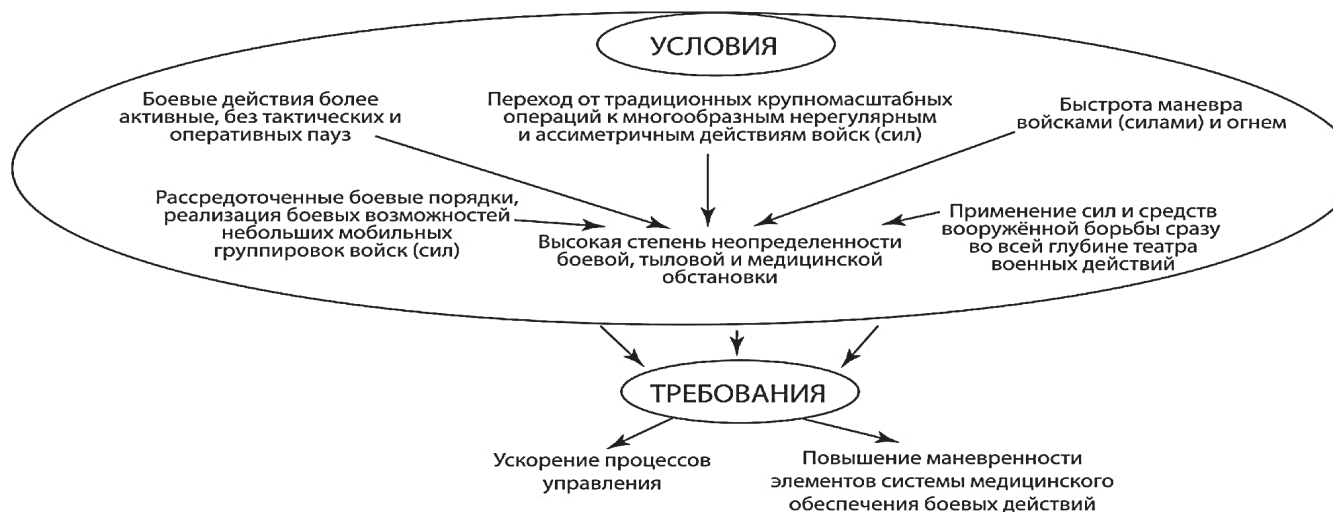 УСЛОВИЯ
Боевые действия более
активные, без тактических и
оперативных пауз
Переход от традиционных крупномасштабных
операций к многообразным нерегулярным
и ассиметричным действиям войск (сил)
Быстрота маневра
войсками (силами) и огнем
Рассредоточенные боевые порядки,
реализация боевых возможностей
небольших мобильных
группировок войск (сил)
Высокая степень неопределенности
боевой, тыловой и медицинской
обстановки
Применение сил и средств
вооружённой борьбы сразу
во всей глубине театра
военных действий
ТРЕБОВАНИЯ
Ускорение процессов
управления
Повышение маневренности
элементов системы медицинского
обеспечения боевых действий